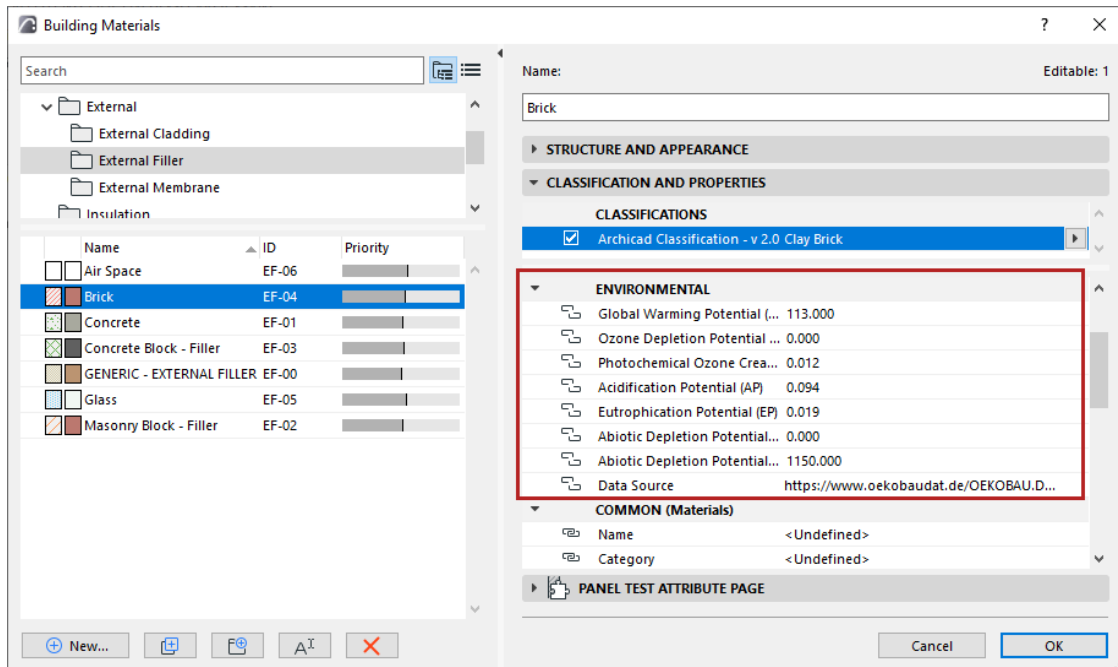 Building Materials
?
Search
External
External Cladding
External Filler
External Membrane
Insulation
Name ID Priority
Air Space EF-06
Brick EF-04
Concrete EF-01
Concrete Block - Filler EF-03
GENERIC - EXTERNAL FILLER EF-00
Glass EF-05
Masonry Block - Filler EF-02
New...
A
Name: Editable: 1
Brick
STRUCTURE AND APPEARANCE
CLASSIFICATION AND PROPERTIES
CLASSIFICATIONS
Archicad Classification - v 2.0 Clay Brick
ENVIRONMENTAL
Global Warming Potential (... 113.000
Ozone Depletion Potential ... 0.000
Photochemical Ozone Crea... 0.012
Acidification Potential (AP) 0.094
Eutrophication Potential (EP) 0.019
Abiotic Depletion Potential... 0.000
Abiotic Depletion Potential... 1150.000
Data Source https://www.oekobaudat.de/OEKOBAU.D...
COMMON (Materials)
Name <Undefined>
Category <Undefined>
PANEL TEST ATTRIBUTE PAGE
Cancel OK